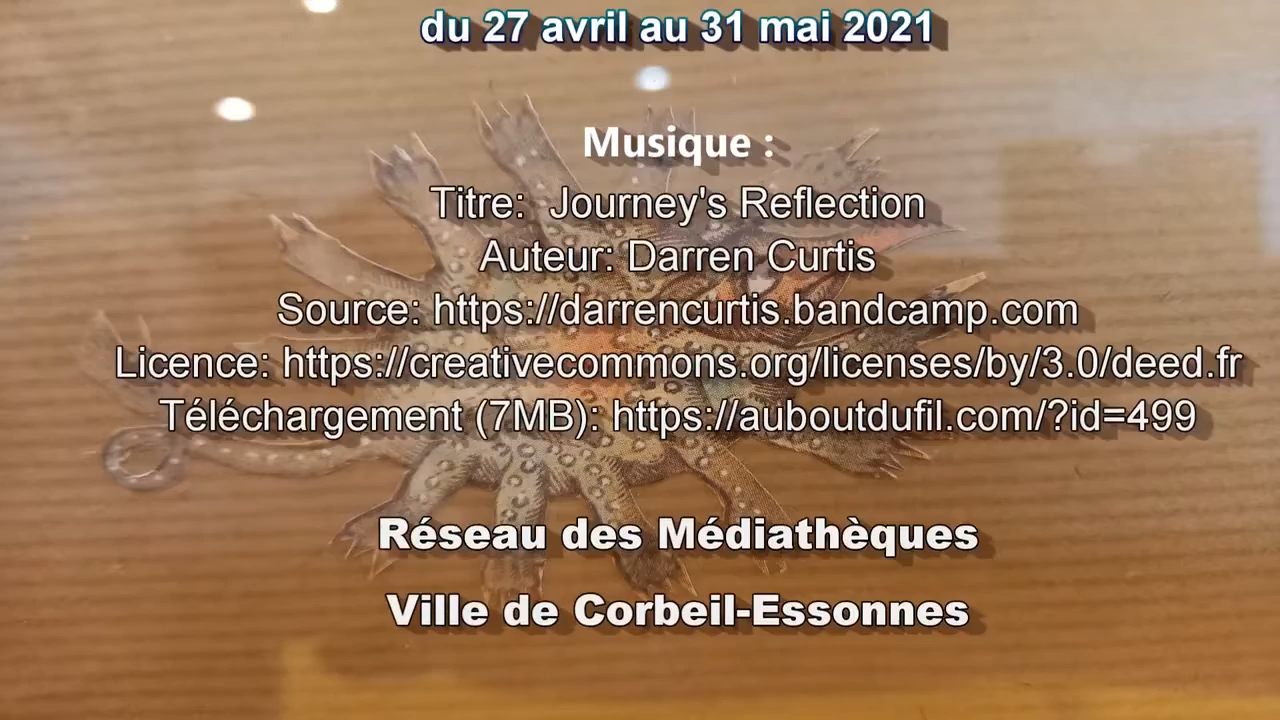 du 27 avril au 31 mai 2021
Musique :
Titre: Journey's Reflection
Auteur: Darren Curtis
Source: https://darrencurtis.bandcamp.com
Licence: https://creativecommons.org/licenses/by/3.0/deed.fr
Téléchargement (7MB): https://auboutdufil.com/?id=499
Réseau des Médiathèques
Ville de Corbeil-Essonnes